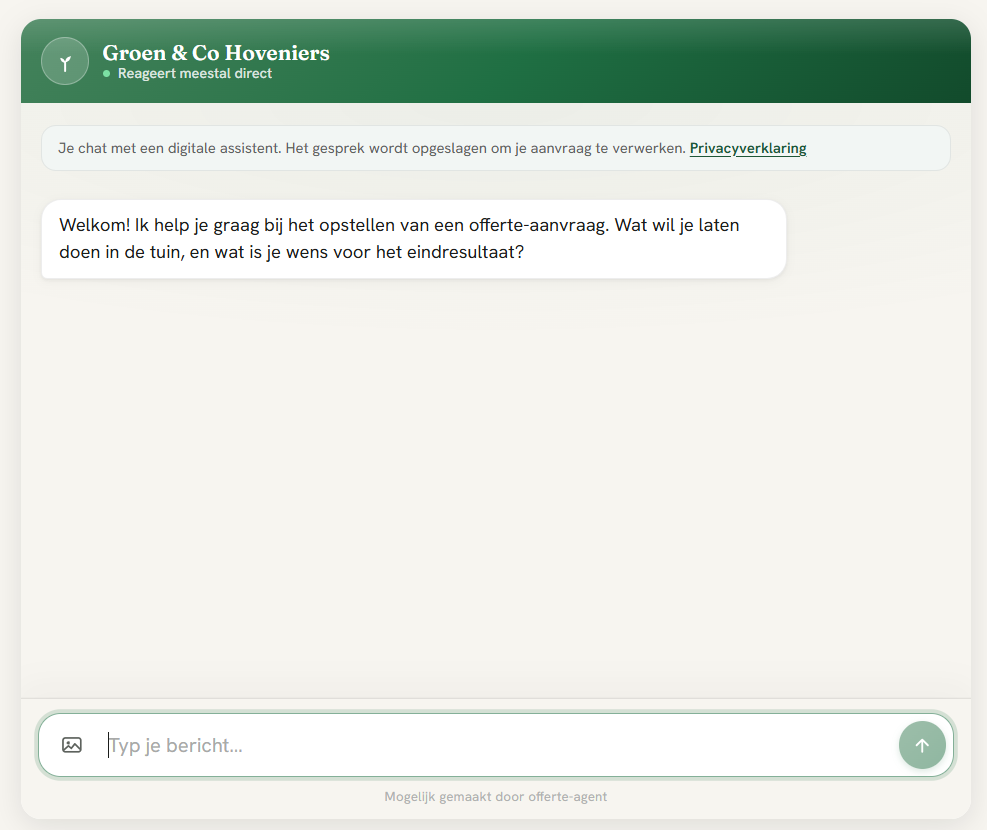 Groen & Co Hoveniers
Reageert meestal direct
Je chat met een digitale assistent. Het gesprek wordt opgeslagen om je aanvraag te verwerken. Privacyverklaring
Welkom! Ik help je graag bij het opstellen van een offerte-aanvraag. Wat wil je laten
doen in de tuin, en wat is je wens voor het eindresultaat?
Typ je bericht...
Mogelijk gemaakt door offerte-agent